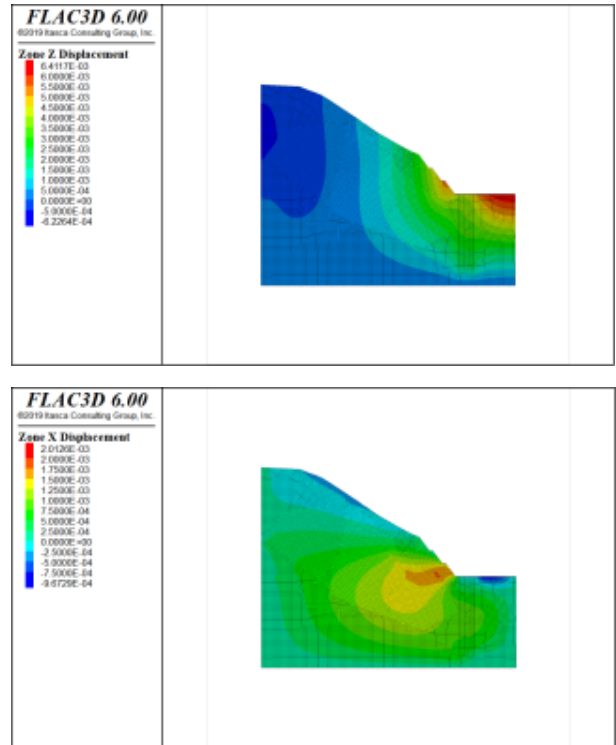 FLAC3D 6.00
©2019 Itasca Consulting Group, Inc.
Zone Z Displacement
6.4117E-03
6.0000E-03
5.5000E-03
5.0000E-03
4.5000E-03
4.0000E-03
3.5000E-03
3.0000E-03
2.5000E-03
2.0000E-03
1.5000E-03
1.0000E-03
5.0000E-04
0.0000E+00
-5.0000E-04
-6.2264E-04
FLAC3D 6.00
©2019 Itasca Consulting Group, Inc.
Zone X Displacement
2.0126E-03
2.0000E-03
1.7500E-03
1.5000E-03
1.2500E-03
1.0000E-03
7.5000E-04
5.0000E-04
2.5000E-04
0.0000E+00
-2.5000E-04
-5.0000E-04
-7.5000E-04
-9.6729E-04